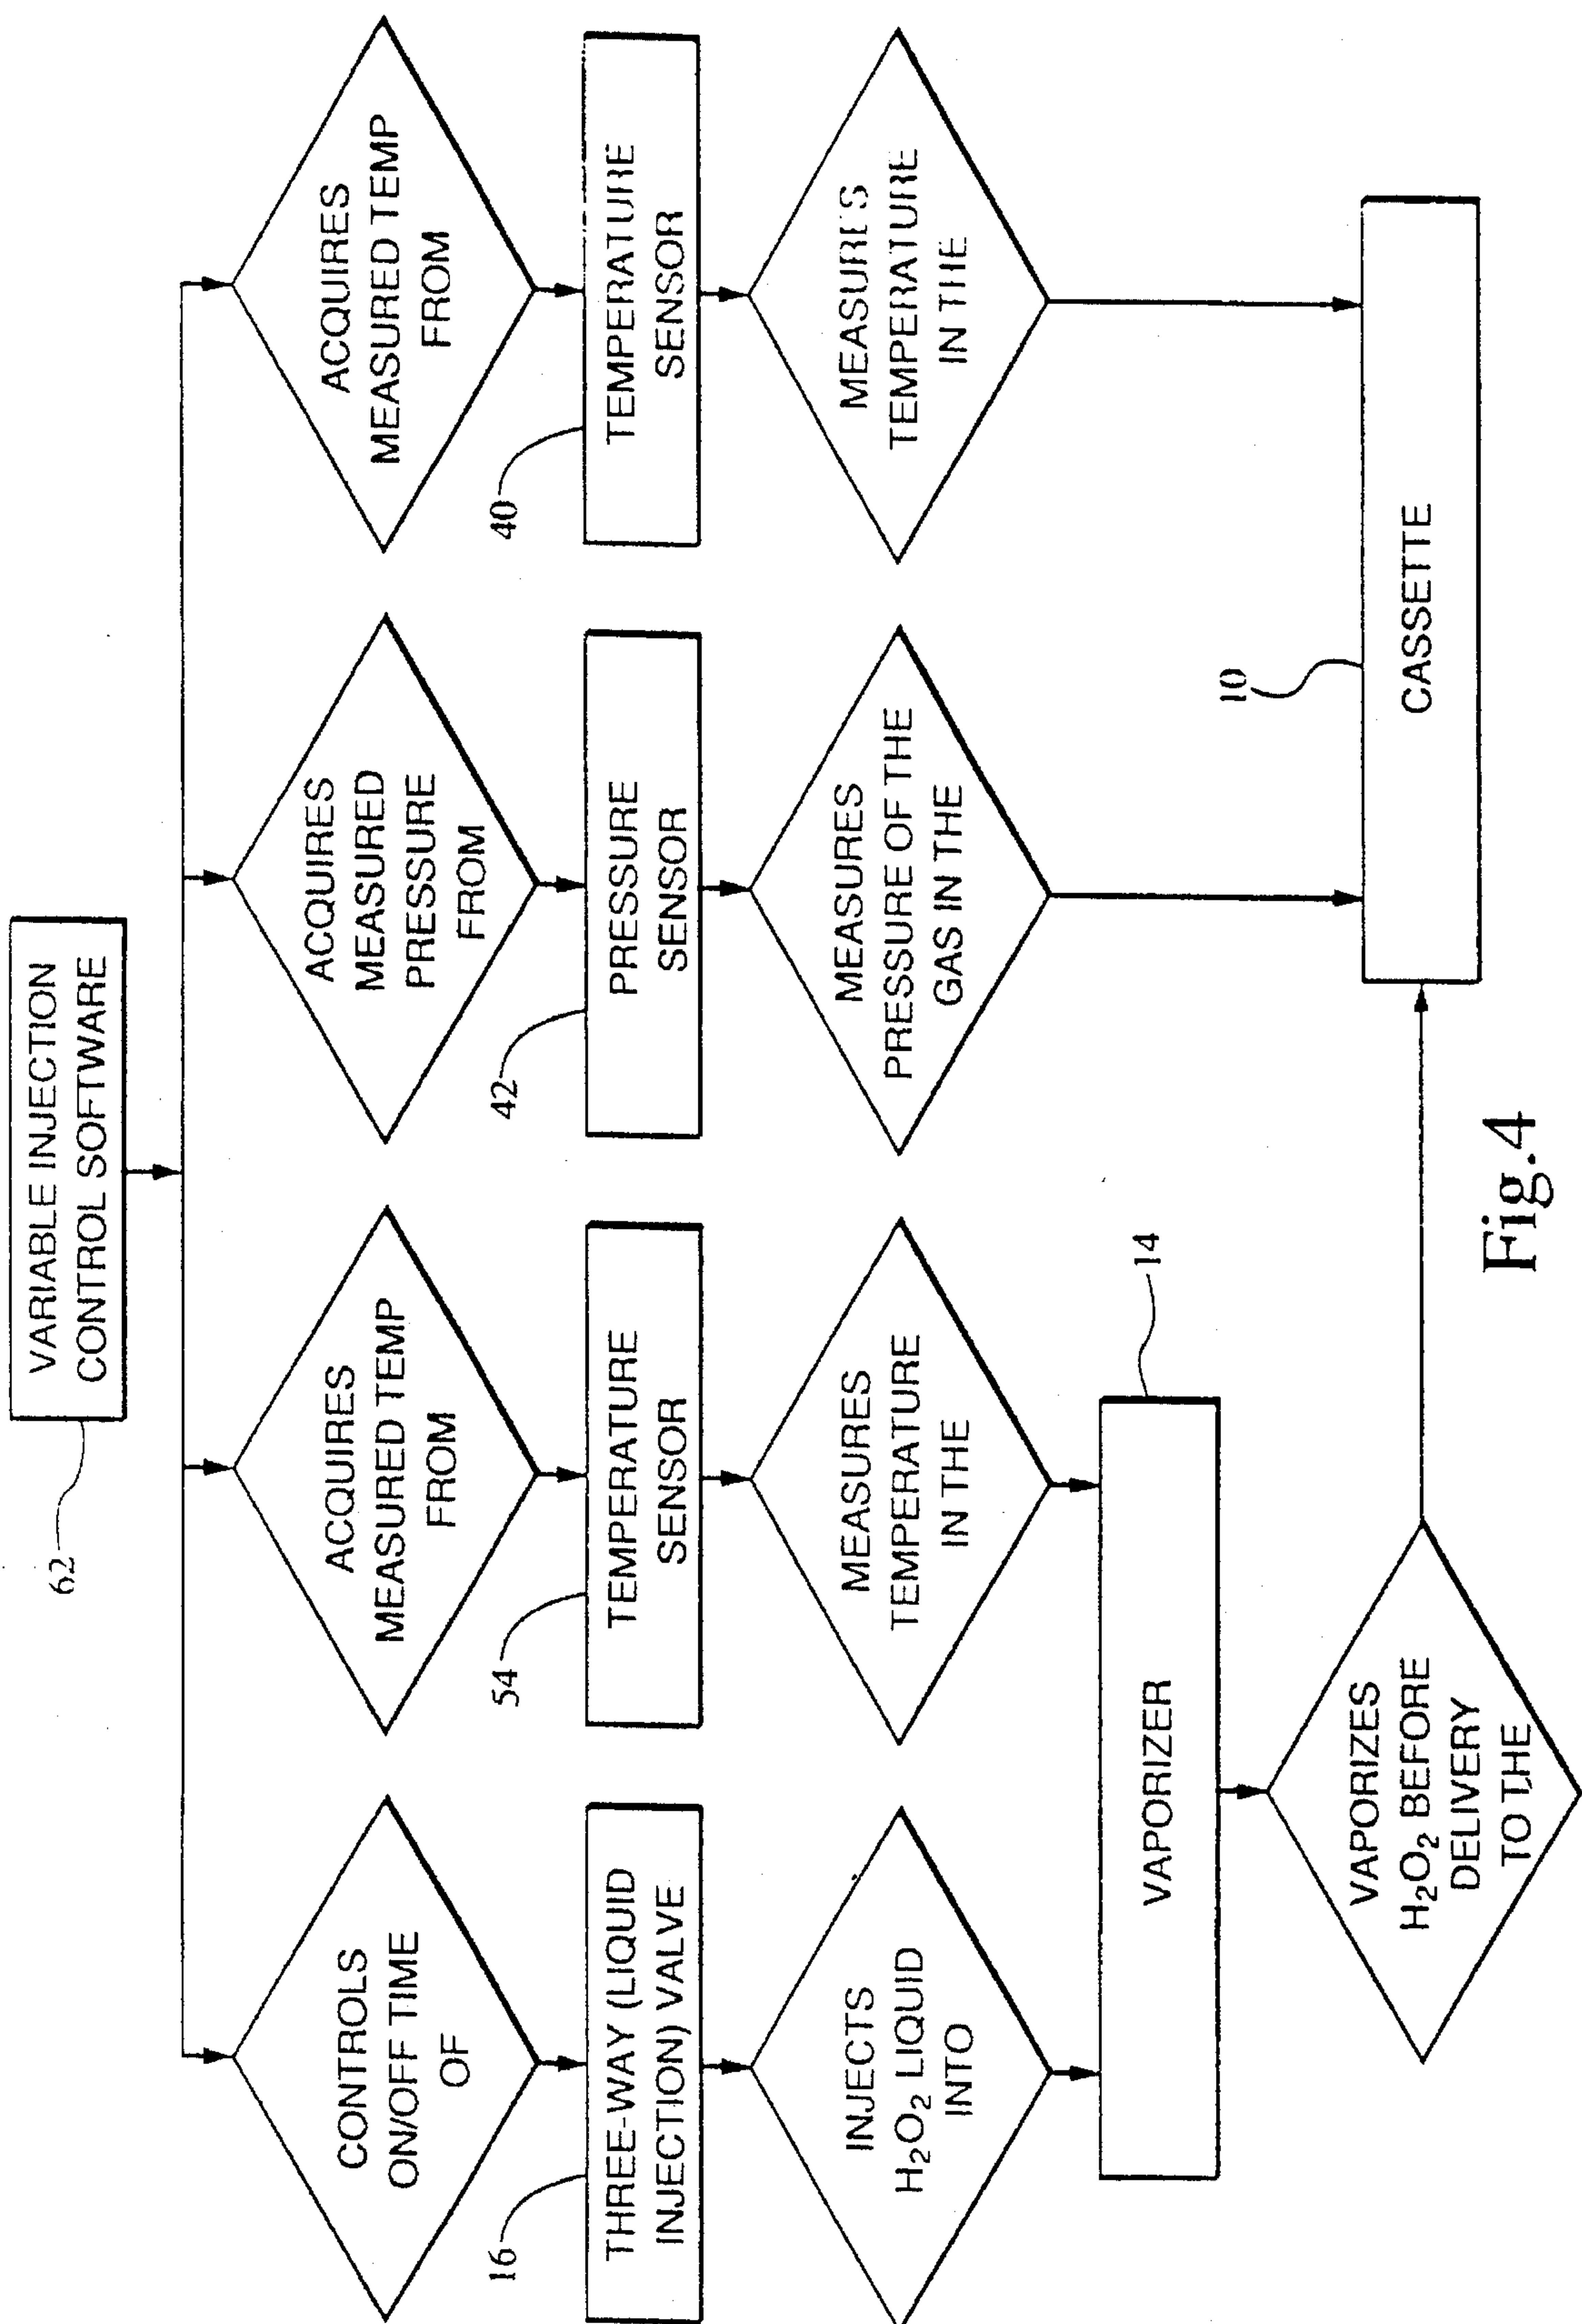 VARIABLE INJECTION
CONTROL SOFTWARE
62
CONTROLS
ON/OFF TIME
OF
ACQUIRES
MEASURED TEMP
FROM
ACQUIRES
MEASURED
PRESSURE
FROM
ACQUIRES
MEASURED TEMP
FROM
16
THREE-WAY (LIQUID
INJECTION) VALVE
54
TEMPERATURE
SENSOR
42
PRESSURE
SENSOR
40
TEMPERATURE
SENSOR
INJECTS
H₂O₂ LIQUID
INTO
MEASURES
TEMPERATURE
IN THE
MEASURES
PRESSURE OF THE
GAS IN THE
MEASURES
TEMPERATURE
IN THE
VAPORIZER
14
VAPORIZES
H₂O₂ BEFORE
DELIVERY
TO THE
10
CASSETTE
Fig.4